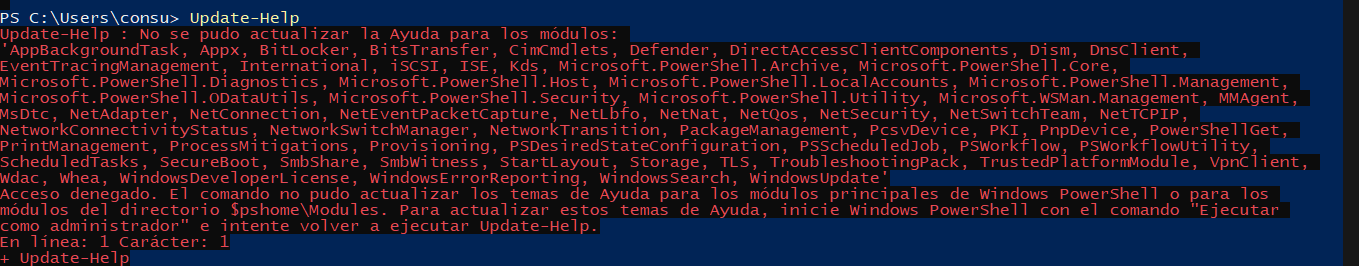 PS C:\Users\consu> Update-Help
Update-Help : No se pudo actualizar la Ayuda para los módulos:
'AppBackgroundTask, Appx, BitLocker, BitsTransfer, CimCmdlets, Defender, DirectAccessClientComponents, Dism, DnsClient,
EventTracingManagement, International, iSCSI, ISE, Kds, Microsoft.PowerShell.Archive, Microsoft.PowerShell.Core,
Microsoft.PowerShell.Diagnostics, Microsoft.PowerShell.Host, Microsoft.PowerShell.LocalAccounts, Microsoft.PowerShell.Management,
Microsoft.PowerShell.ODataUtils, Microsoft.PowerShell.Security, Microsoft.PowerShell.Utility, Microsoft.WSMan.Management, MMAgent,
MsDtc, NetAdapter, NetConnection, NetEventPacketCapture, NetLbfo, NetNat, NetQos, NetSecurity, NetSwitchTeam, NetTCPIP,
NetworkConnectivityStatus, NetworkSwitchManager, NetworkTransition, PackageManagement, PcsvDevice, PKI, PnpDevice, PowerShellGet,
PrintManagement, ProcessMitigations, Provisioning, PSDesiredStateConfiguration, PSScheduledJob, PSWorkflow, PSWorkflowUtility,
ScheduledTasks, SecureBoot, SmbShare, SmbWitness, StartLayout, Storage, TLS, TroubleshootingPack, TrustedPlatformModule, VpnClient,
Wdac, Whea, WindowsDeveloperLicense, WindowsErrorReporting, WindowsSearch, WindowsUpdate'
Acceso denegado. El comando no pudo actualizar los temas de Ayuda para los módulos principales de Windows PowerShell o para los
módulos del directorio $pshome\Modules. Para actualizar estos temas de Ayuda, inicie Windows PowerShell con el comando "Ejecutar
como administrador" e intente volver a ejecutar Update-Help.
En línea: 1 Carácter: 1
+ Update-Help